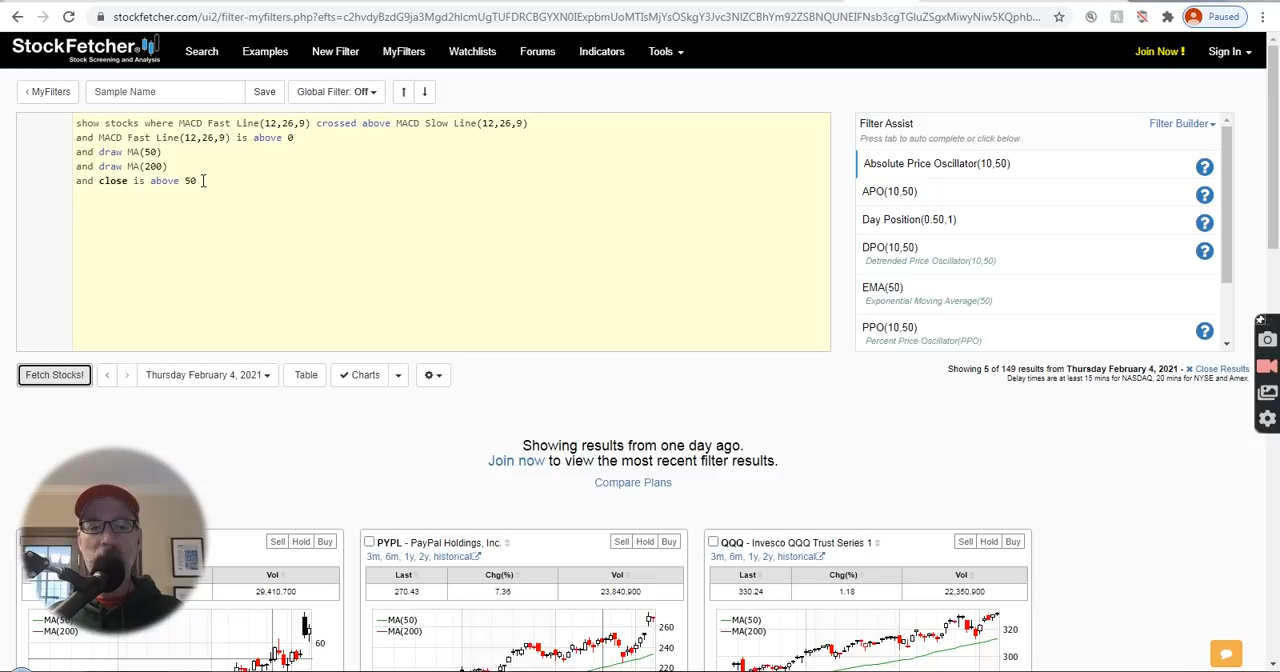 stockfetcher.com/ui2/filter-myfilters.php?efts=c2hvdyBzdG9ja3Mgd2hlcmUgTUFDRCBGYXN0IExpbmUoMTIsMjYsOSkgY3Jvc3NlZCBhYm92ZSBNQUNEIFNsb3cgTGluZSgxMiwyNiw5KQphb...
Paused
StockFetcher
Stock Screening and Analysis
Search Examples New Filter MyFilters Watchlists Forums Indicators Tools
Join Now ! Sign In
‹ MyFilters Sample Name Save Global Filter: Off
show stocks where MACD Fast Line(12,26,9) crossed above MACD Slow Line(12,26,9)
and MACD Fast Line(12,26,9) is above 0
and draw MA(50)
and draw MA(200)
and close is above 50
Filter Assist Filter Builder
Press tab to auto complete or click below.
Absolute Price Oscillator(10,50)
APO(10,50)
Day Position(0.50,1)
DPO(10,50)
Detrended Price Oscillator(10,50)
EMA(50)
Exponential Moving Average(50)
PPO(10,50)
Percent Price Oscillator(PPO)
Fetch Stocks! ‹ › Thursday February 4, 2021 Table ✓ Charts
Showing 5 of 149 results from Thursday February 4, 2021 - ✖ Close Results
Delay times are at least 15 mins for NASDAQ, 20 mins for NYSE and Amex.
Showing results from one day ago.
Join now to view the most recent filter results.
Compare Plans
Sell Hold Buy
Vol
29,410,700
MA(50)
MA(200)
60
PYPL - PayPal Holdings, Inc.
Sell Hold Buy
3m, 6m, 1y, 2y, historical
Last Chg(%) Vol
270.43 7.36 23,840,900
MA(50)
MA(200)
260
240
220
QQQ - Invesco QQQ Trust Series 1
Sell Hold Buy
3m, 6m, 1y, 2y, historical
Last Chg(%) Vol
330.24 1.18 22,350,900
MA(50)
MA(200)
320
300